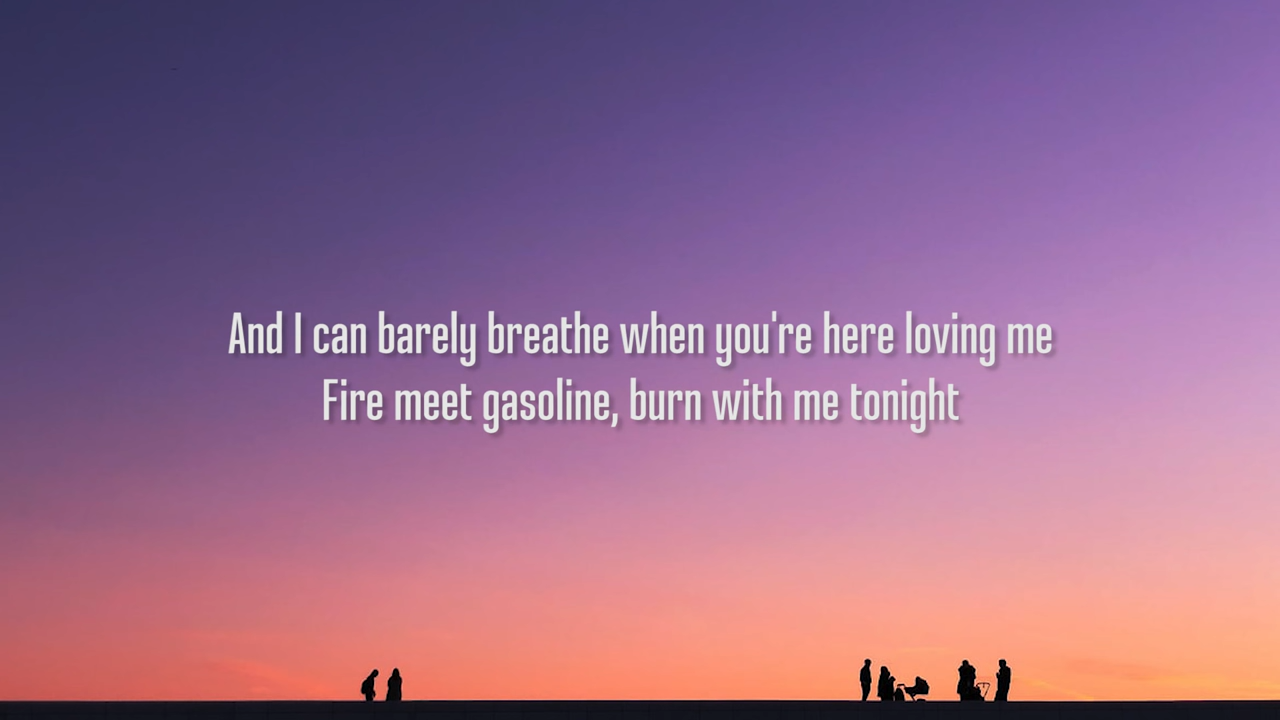 And I can barely breathe when you're here loving me
Fire meet gasoline, burn with me tonight